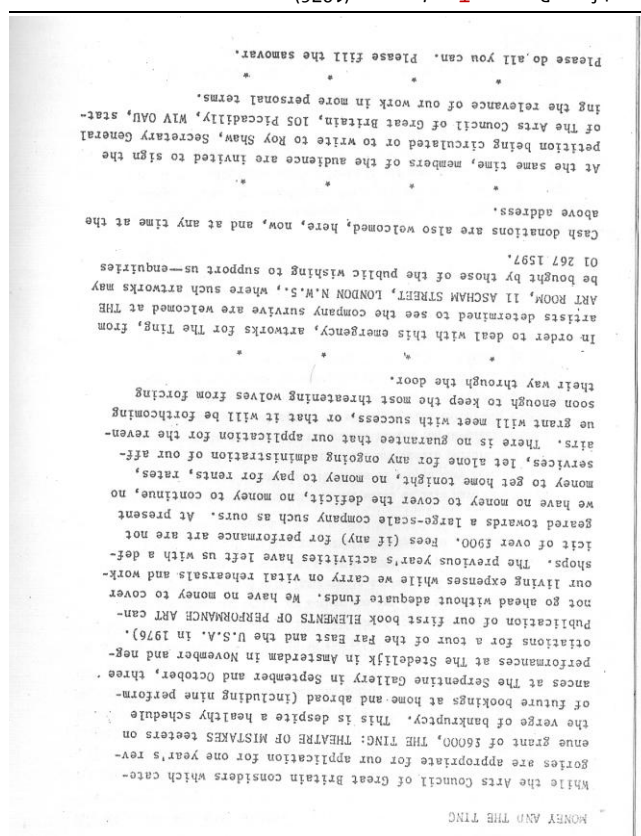 MONEY AND THE TING
While the Arts Council of Great Britain considers which cate-
gories are appropriate for our application for one year's rev-
enue grant of £6000, THE TING: THEATRE OF MISTAKES teeters on
the verge of bankruptcy. This is despite a healthy schedule
of future bookings at home and abroad (including nine perform-
ances at The Serpentine Gallery in September and October, three
performances at The Stedelijk in Amsterdam in November and neg-
otiations for a tour of the Far East and the U.S.A. in 1976).
Publication of our first book ELEMENTS OF PERFORMANCE ART can-
not go ahead without adequate funds. We have no money to cover
our living expenses while we carry on vital rehearsals and work-
shops. The previous year's activities have left us with a def-
icit of over £900. Fees (if any) for performance art are not
geared towards a large-scale company such as ours. At present
we have no money to cover the deficit, no money to continue, no
money to get home tonight, no money to pay for rents, rates,
services, let alone for any ongoing administration of our aff-
airs. There is no guarantee that our application for the reven-
ue grant will meet with success, or that it will be forthcoming
soon enough to keep the most threatening wolves from forcing
their way through the door.
* * * *
In order to deal with this emergency, artworks for The Ting, from
artists determined to see the company survive are welcomed at THE
ART ROOM, 11 ASCHAM STREET, LONDON N.W.5., where such artworks may
be bought by those of the public wishing to support us—enquiries
01 267 1597.
Cash donations are also welcomed, here, now, and at any time at the
above address.
* * * *
At the same time, members of the audience are invited to sign the
petition being circulated or to write to Roy Shaw, Secretary General
of The Arts Council of Great Britain, 105 Piccadilly, W1V OAU, stat-
ing the relevance of our work in more personal terms.
* * * *
Please do all you can. Please fill the samovar.